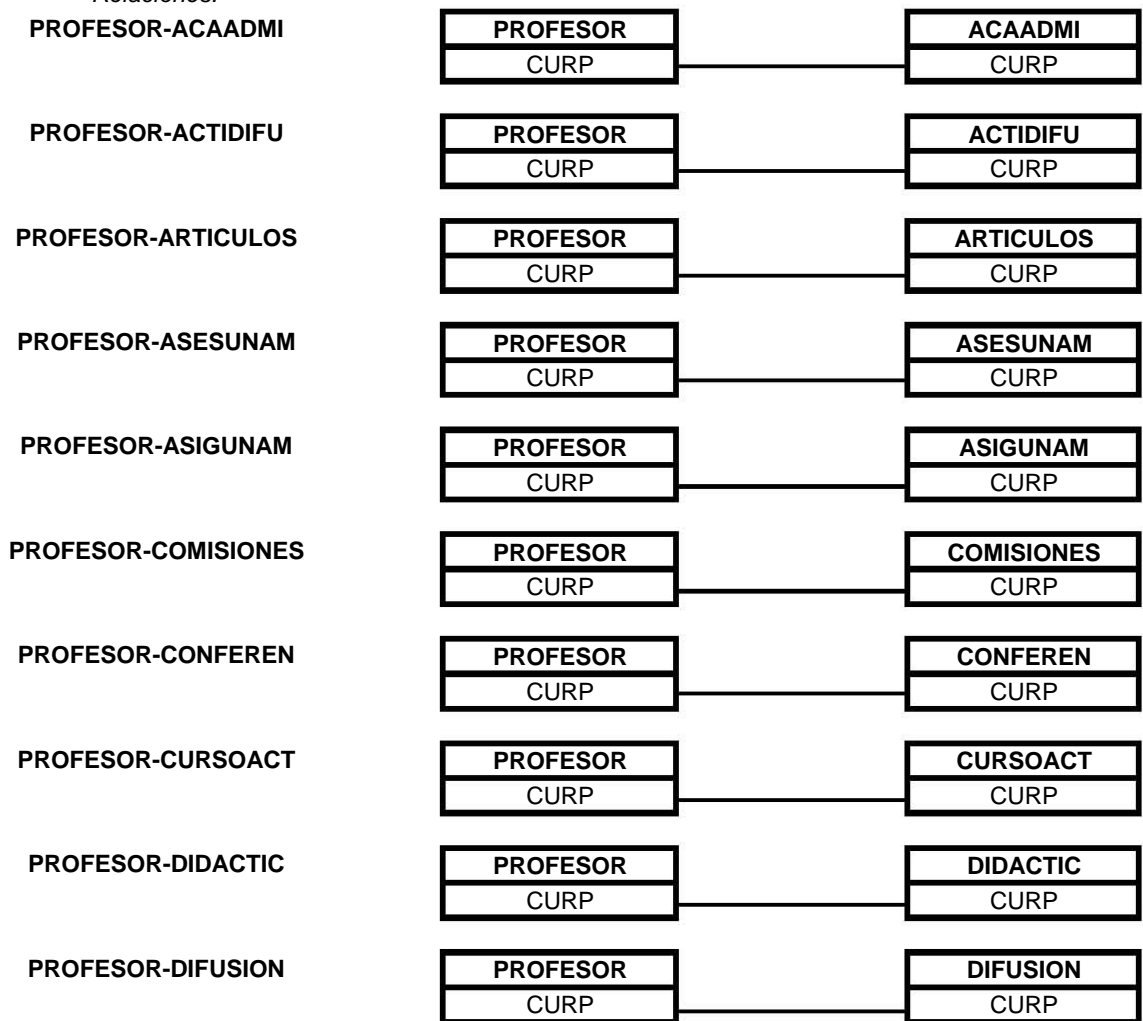 Relaciones:
PROFESOR-ACAADMI PROFESOR ACAADMI
CURP CURP
PROFESOR-ACTIDIFU PROFESOR ACTIDIFU
CURP CURP
PROFESOR-ARTICULOS PROFESOR ARTICULOS
CURP CURP
PROFESOR-ASESUNAM PROFESOR ASESUNAM
CURP CURP
PROFESOR-ASIGUNAM PROFESOR ASIGUNAM
CURP CURP
PROFESOR-COMISIONES PROFESOR COMISIONES
CURP CURP
PROFESOR-CONFEREN PROFESOR CONFEREN
CURP CURP
PROFESOR-CURSOACT PROFESOR CURSOACT
CURP CURP
PROFESOR-DIDACTIC PROFESOR DIDACTIC
CURP CURP
PROFESOR-DIFUSION PROFESOR DIFUSION
CURP CURP